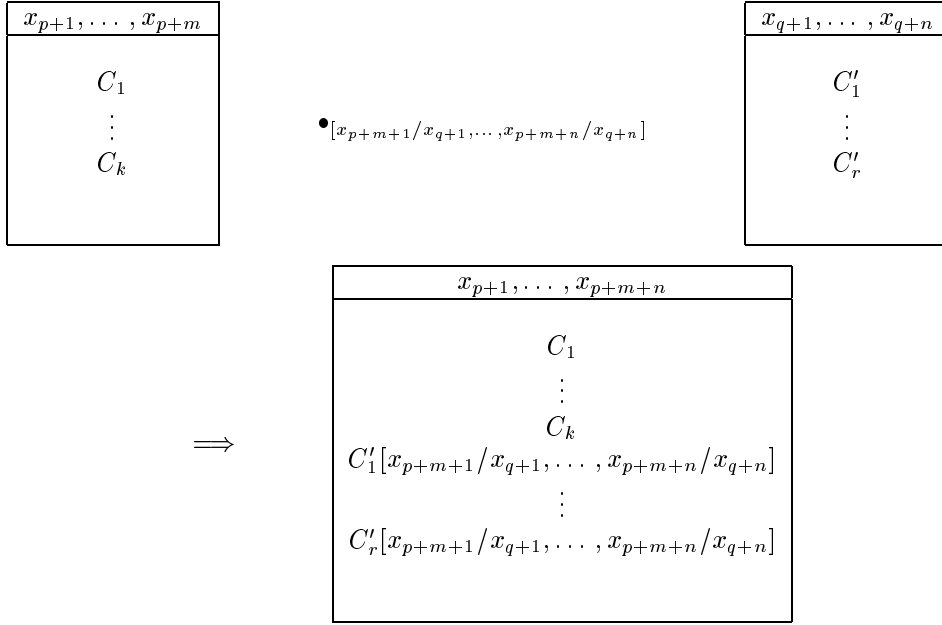 x_{p+1}, . . . , x_{p+m}
x_{q+1}, . . . , x_{q+n}
C_1
⋮
C_k
•_{[x_{p+m+1}/x_{q+1},...,x_{p+m+n}/x_{q+n}]}
C′_1
⋮
C′_r
x_{p+1}, . . . , x_{p+m+n}
⟹
C_1
⋮
C_k
C′_1[x_{p+m+1}/x_{q+1}, . . . , x_{p+m+n}/x_{q+n}]
⋮
C′_r[x_{p+m+1}/x_{q+1}, . . . , x_{p+m+n}/x_{q+n}]